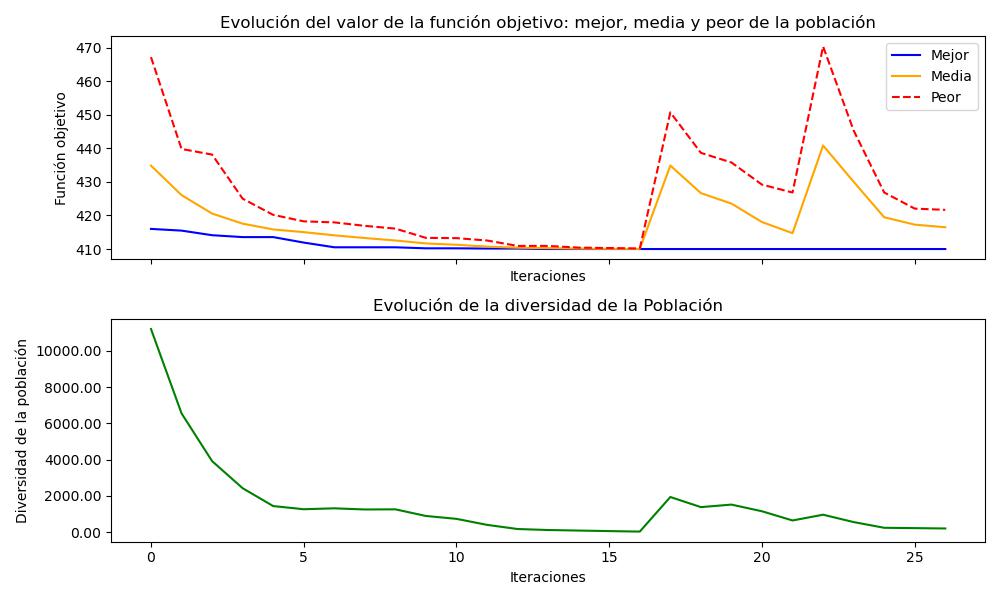 Evolución del valor de la función objetivo: mejor, media y peor de la población
470
460
450
440
430
420
410
Función objetivo
Mejor
Media
Peor
Iteraciones
Evolución de la diversidad de la Población
10000.00
8000.00
6000.00
4000.00
2000.00
0.00
Diversidad de la población
0 5 10 15 20 25
Iteraciones